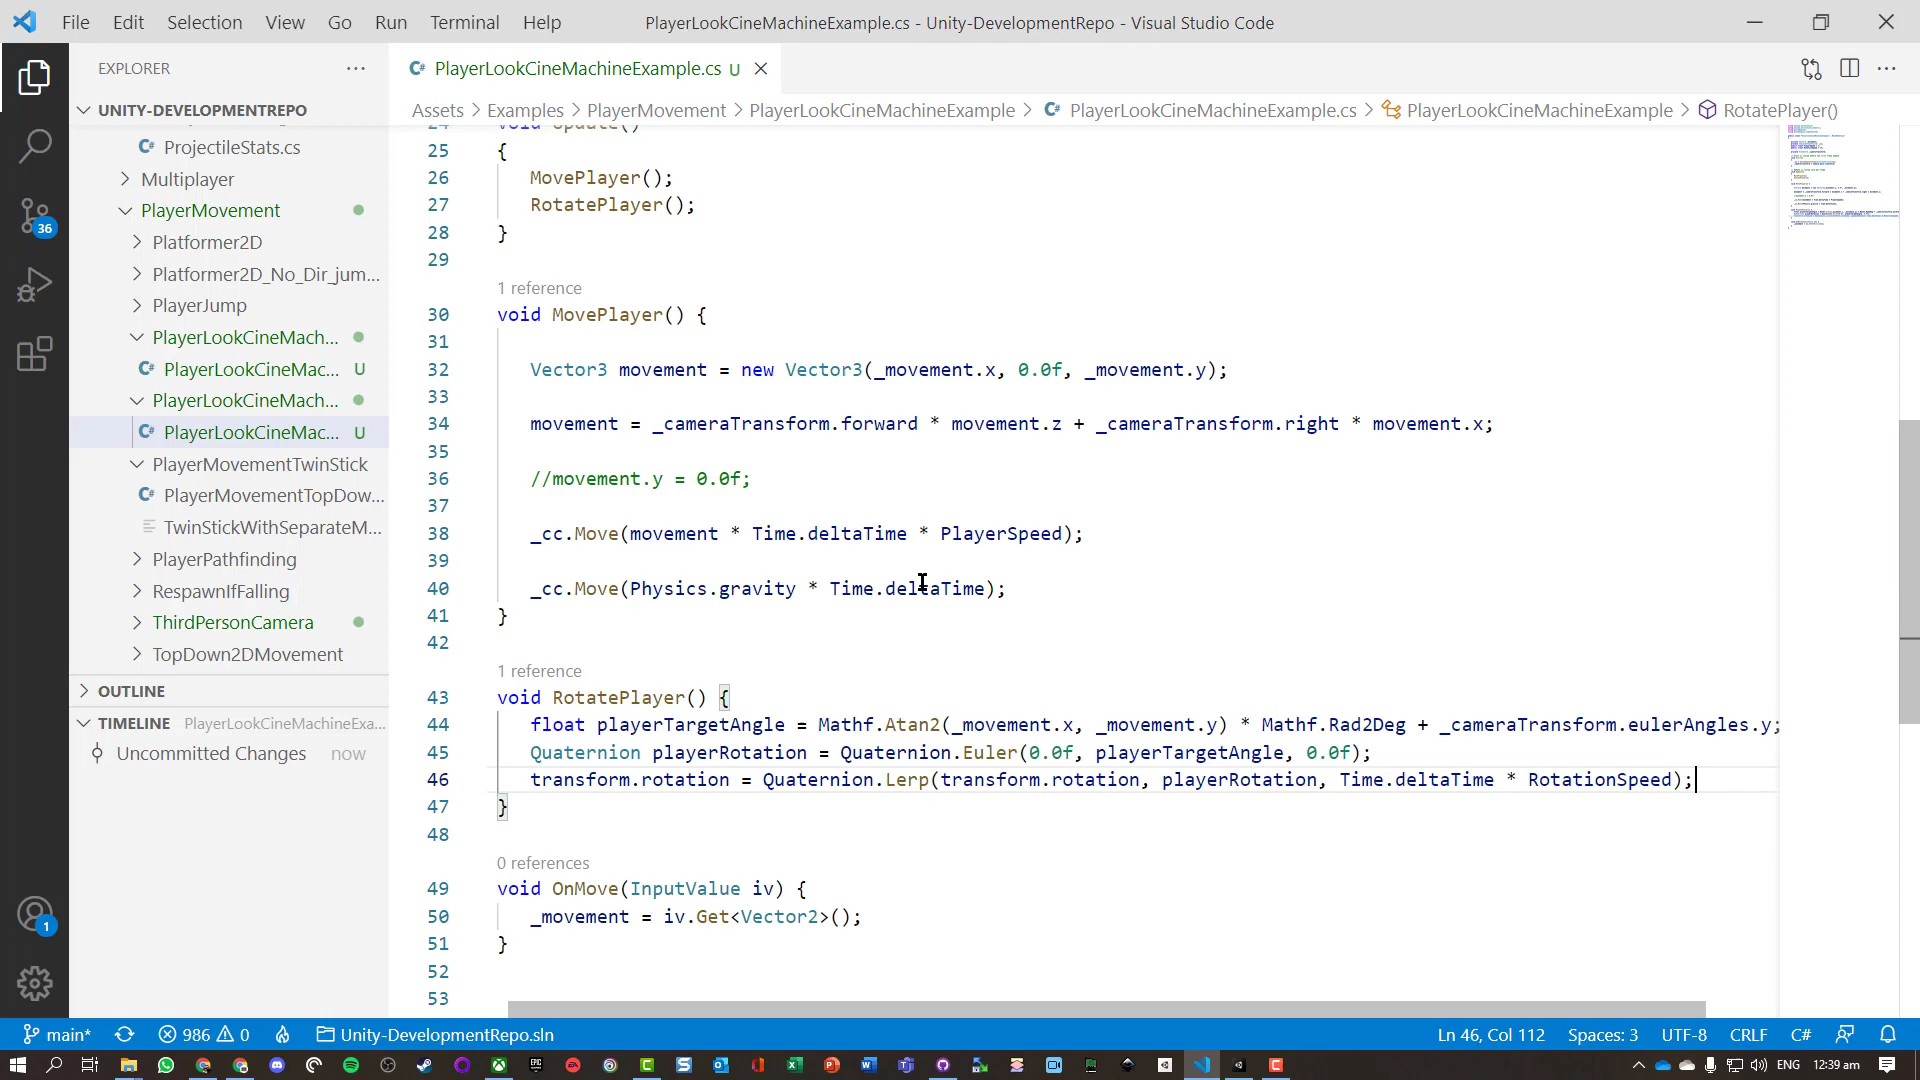 File Edit Selection View Go Run Terminal Help
PlayerLookCineMachineExample.cs - Unity-DevelopmentRepo - Visual Studio Code
EXPLORER
PlayerLookCineMachineExample.cs U
UNITY-DEVELOPMENTREPO
Assets > Examples > PlayerMovement > PlayerLookCineMachineExample > PlayerLookCineMachineExample.cs > PlayerLookCineMachineExample > RotatePlayer()
ProjectileStats.cs
Multiplayer
PlayerMovement
Platformer2D
Platformer2D_No_Dir_jum...
PlayerJump
PlayerLookCineMach...
PlayerLookCineMac... U
PlayerLookCineMach...
PlayerLookCineMac... U
PlayerMovementTwinStick
PlayerMovementTopDow...
TwinStickWithSeparateM...
PlayerPathfinding
RespawnIfFalling
ThirdPersonCamera
TopDown2DMovement
OUTLINE
TIMELINE PlayerLookCineMachineExa...
Uncommitted Changes now
36
1
24 void Update()
25 {
26 MovePlayer();
27 RotatePlayer();
28 }
29
1 reference
30 void MovePlayer() {
31
32 Vector3 movement = new Vector3(_movement.x, 0.0f, _movement.y);
33
34 movement = _cameraTransform.forward * movement.z + _cameraTransform.right * movement.x;
35
36 //movement.y = 0.0f;
37
38 _cc.Move(movement * Time.deltaTime * PlayerSpeed);
39
40 _cc.Move(Physics.gravity * Time.deltaTime);
41 }
42
1 reference
43 void RotatePlayer() {
44 float playerTargetAngle = Mathf.Atan2(_movement.x, _movement.y) * Mathf.Rad2Deg + _cameraTransform.eulerAngles.y;
45 Quaternion playerRotation = Quaternion.Euler(0.0f, playerTargetAngle, 0.0f);
46 transform.rotation = Quaternion.Lerp(transform.rotation, playerRotation, Time.deltaTime * RotationSpeed);
47 }
48
0 references
49 void OnMove(InputValue iv) {
50 _movement = iv.Get<Vector2>();
51 }
52
53
main* 986 0 Unity-DevelopmentRepo.sln Ln 46, Col 112 Spaces: 3 UTF-8 CRLF C#
ENG 12:39 am